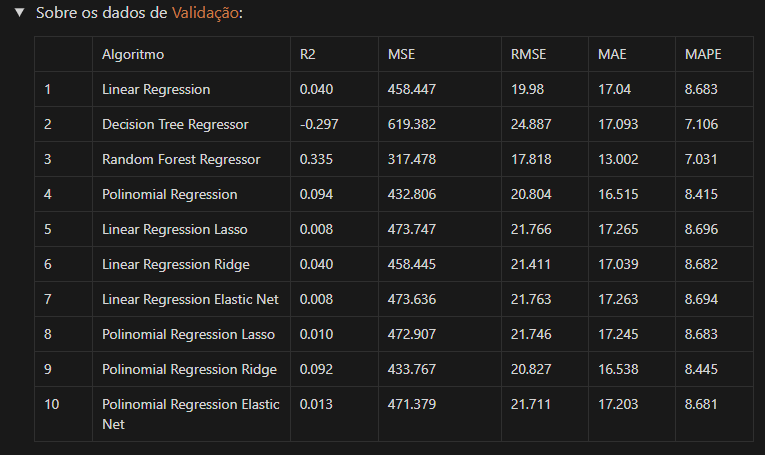 Sobre os dados de Validação:
Algoritmo R2 MSE RMSE MAE MAPE
1 Linear Regression 0.040 458.447 19.98 17.04 8.683
2 Decision Tree Regressor -0.297 619.382 24.887 17.093 7.106
3 Random Forest Regressor 0.335 317.478 17.818 13.002 7.031
4 Polinomial Regression 0.094 432.806 20.804 16.515 8.415
5 Linear Regression Lasso 0.008 473.747 21.766 17.265 8.696
6 Linear Regression Ridge 0.040 458.445 21.411 17.039 8.682
7 Linear Regression Elastic Net 0.008 473.636 21.763 17.263 8.694
8 Polinomial Regression Lasso 0.010 472.907 21.746 17.245 8.683
9 Polinomial Regression Ridge 0.092 433.767 20.827 16.538 8.445
10 Polinomial Regression Elastic 0.013 471.379 21.711 17.203 8.681
Net